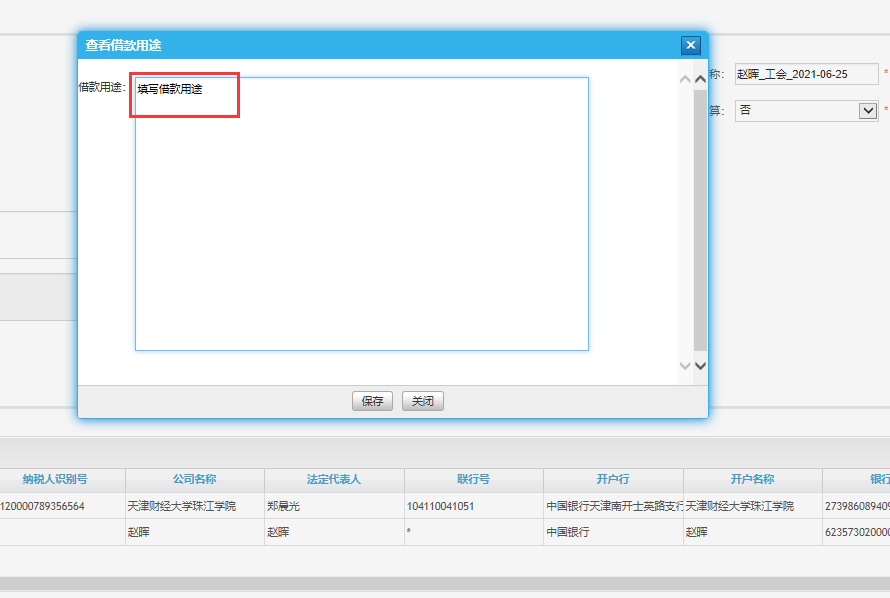 查看借款用途
称：
赵晖_工会_2021-06-25
*
借款用途：
填写借款用途
算：
否
*
保存
关闭
纳税人识别号 公司名称 法定代表人 联行号 开户行 开户名称 银行
120000789356564 天津财经大学珠江学院 郑晨光 104110041051 中国银行天津南开士英路支行 天津财经大学珠江学院 27398608940
赵晖 赵晖 * 中国银行 赵晖 62357302000